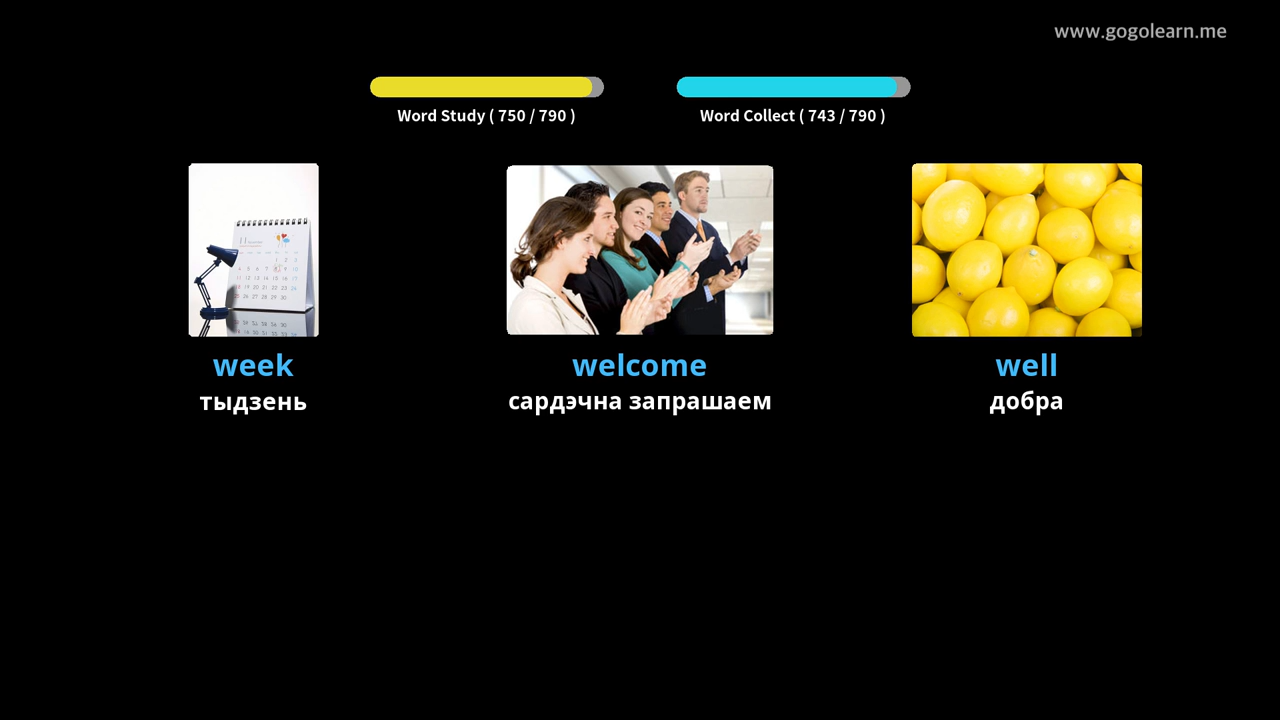 www.gogolearn.me
Word Study ( 750 / 790 )
Word Collect ( 743 / 790 )
week
welcome
well
тыдзень
сардэчна запрашаем
добра